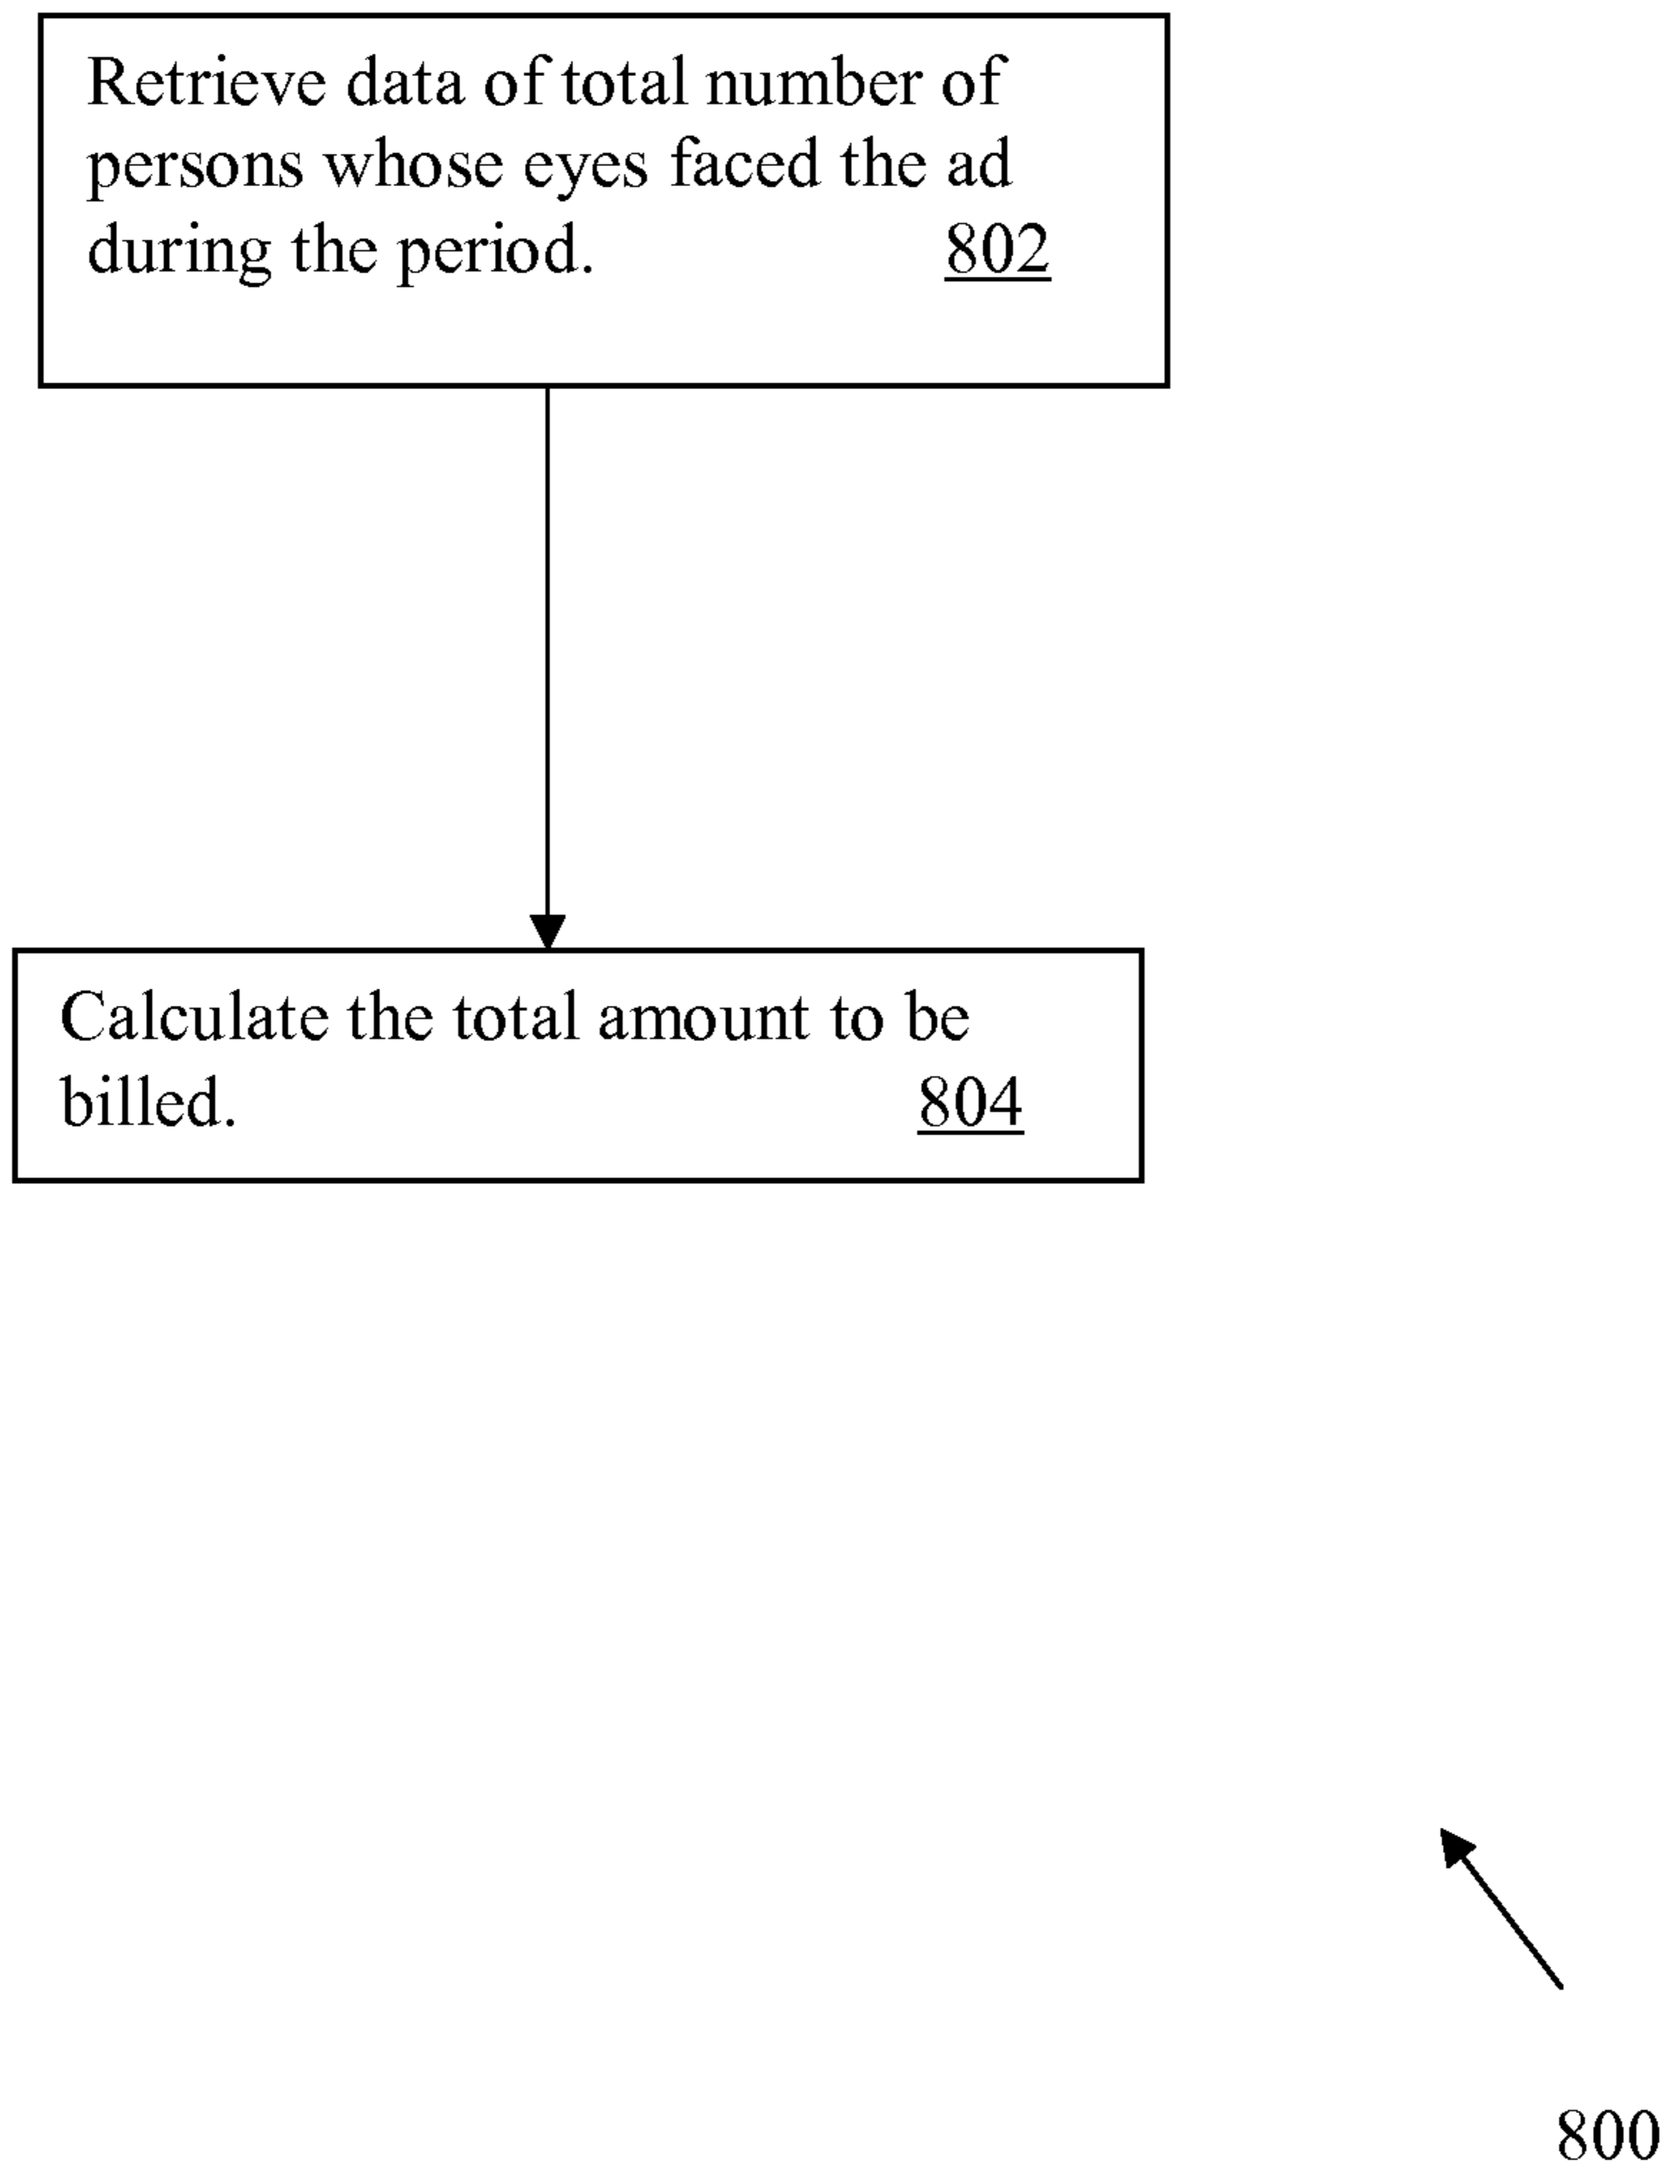 Retrieve data of total number of
persons whose eyes faced the ad
during the period. 802
Calculate the total amount to be
billed. 804
800